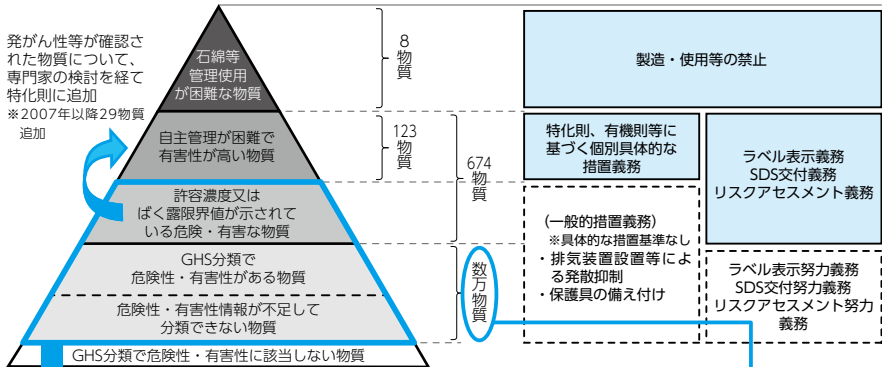 発がん性等が確認され
た物質について、
専門家の検討を経て
特化則に追加
※2007年以降29物質
追加
石綿等
管理使用
が困難な物質
8物質
製造・使用等の禁止
自主管理が困難で
有害性が高い物質
123物質
674物質
特化則、有機則等に
基づく個別具体的な
措置義務
ラベル表示義務
SDS交付義務
リスクアセスメント義務
許容濃度又は
ばく露限界値が示されて
いる危険・有害な物質
(一般的措置義務)
※具体的な措置基準なし
・排気装置設置等によ
る発散抑制
・保護具の備え付け
GHS分類で
危険性・有害性がある物質
数万物質
ラベル表示努力義務
SDS交付努力義務
リスクアセスメント努力
義務
危険性・有害性情報が不足して
分類できない物質
GHS分類で危険性・有害性に該当しない物質